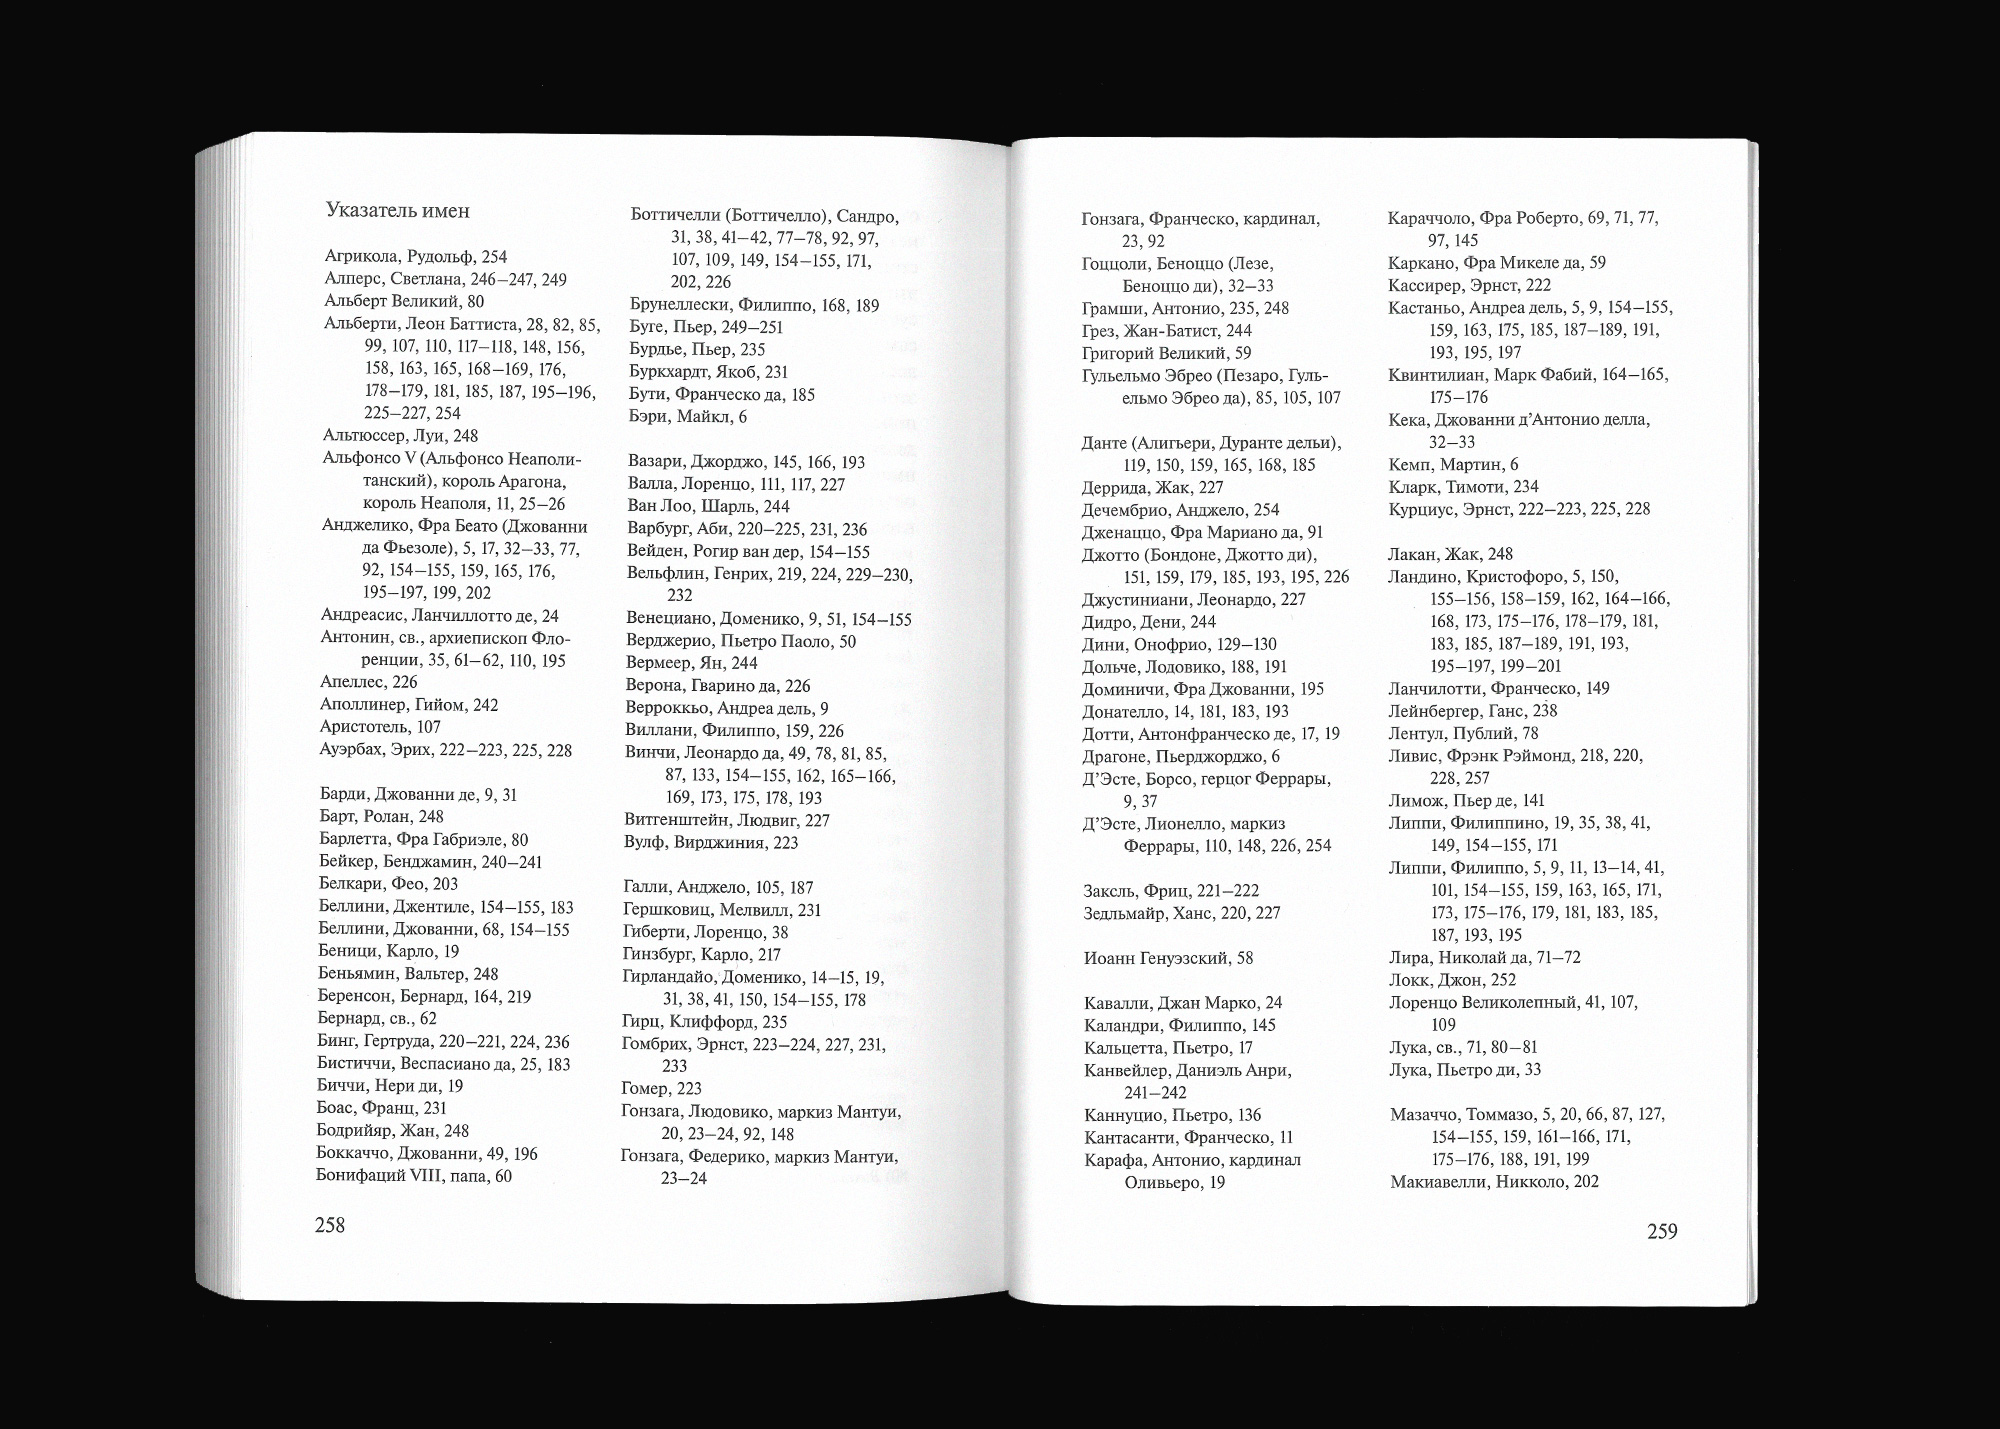 Указатель имен
Агрикола, Рудольф, 254
Алперс, Светлана, 246–247, 249
Альберт Великий, 80
Альберти, Леон Баттиста, 28, 82, 85,
99, 107, 110, 117–118, 148, 156,
158, 163, 165, 168–169, 176,
178–179, 181, 185, 187, 195–196,
225–227, 254
Альтюссер, Луи, 248
Альфонсо V (Альфонсо Неаполи-
танский), король Арагона,
король Неаполя, 11, 25–26
Анджелико, Фра Беато (Джованни
да Фьезоле), 5, 17, 32–33, 77,
92, 154–155, 159, 165, 176,
195–197, 199, 202
Андреасис, Ланчиллотто де, 24
Антонин, св., архиепископ Фло-
ренции, 35, 61–62, 110, 195
Апеллес, 226
Аполлинер, Гийом, 242
Аристотель, 107
Ауэрбах, Эрих, 222–223, 225, 228
Барди, Джованни де, 9, 31
Барт, Ролан, 248
Барлетта, Фра Габриэле, 80
Бейкер, Бенджамин, 240–241
Белкари, Фео, 203
Беллини, Джентиле, 154–155, 183
Беллини, Джованни, 68, 154–155
Беници, Карло, 19
Беньямин, Вальтер, 248
Беренсон, Бернард, 164, 219
Бернард, св., 62
Бинг, Гертруда, 220–221, 224, 236
Бистиччи, Веспасиано да, 25, 183
Биччи, Нери ди, 19
Боас, Франц, 231
Бодрийяр, Жан, 248
Боккаччо, Джованни, 49, 196
Бонифаций VIII, папа, 60
258
Боттичелли (Боттичелло), Сандро,
31, 38, 41–42, 77–78, 92, 97,
107, 109, 149, 154–155, 171,
202, 226
Брунеллески, Филиппо, 168, 189
Буге, Пьер, 249–251
Бурдье, Пьер, 235
Буркхардт, Якоб, 231
Бути, Франческо да, 185
Бэри, Майкл, 6
Вазари, Джорджо, 145, 166, 193
Валла, Лоренцо, 111, 117, 227
Ван Лоо, Шарль, 244
Варбург, Аби, 220–225, 231, 236
Вейден, Рогир ван дер, 154–155
Вельфлин, Генрих, 219, 224, 229–230,
232
Венециано, Доменико, 9, 51, 154–155
Верджерио, Пьетро Паоло, 50
Вермеер, Ян, 244
Верона, Гварино да, 226
Верроккьо, Андреа дель, 9
Виллани, Филиппо, 159, 226
Винчи, Леонардо да, 49, 78, 81, 85,
87, 133, 154–155, 162, 165–166,
169, 173, 175, 178, 193
Витгенштейн, Людвиг, 227
Вулф, Вирджиния, 223
Галли, Анджело, 105, 187
Гершковиц, Мелвилл, 231
Гиберти, Лоренцо, 38
Гинзбург, Карло, 217
Гирландайо, Доменико, 14–15, 19,
31, 38, 41, 150, 154–155, 178
Гирц, Клиффорд, 235
Гомбрих, Эрнст, 223–224, 227, 231,
233
Гомер, 223
Гонзага, Людовико, маркиз Мантуи,
20, 23–24, 92, 148
Гонзага, Федерико, маркиз Мантуи,
23–24
Гонзага, Франческо, кардинал,
23, 92
Гоццоли, Беноццо (Лезе,
Беноццо ди), 32–33
Грамши, Антонио, 235, 248
Грез, Жан-Батист, 244
Григорий Великий, 59
Гульельмо Эбрео (Пезаро, Гуль-
ельмо Эбрео да), 85, 105, 107
Данте (Алигьери, Дуранте дельи),
119, 150, 159, 165, 168, 185
Деррида, Жак, 227
Дечембрио, Анджело, 254
Дженаццо, Фра Мариано да, 91
Джотто (Бондоне, Джотто ди),
151, 159, 179, 185, 193, 195, 226
Джустиниани, Леонардо, 227
Дидро, Дени, 244
Дини, Онофрио, 129–130
Дольче, Лодовико, 188, 191
Доминичи, Фра Джованни, 195
Донателло, 14, 181, 183, 193
Дотти, Антонфранческо де, 17, 19
Драгоне, Пьерджорджо, 6
Д’Эсте, Борсо, герцог Феррары,
9, 37
Д’Эсте, Лионелло, маркиз
Феррары, 110, 148, 226, 254
Заксль, Фриц, 221–222
Зедльмайр, Ханс, 220, 227
Иоанн Генуэзский, 58
Кавалли, Джан Марко, 24
Каландри, Филиппо, 145
Кальцетта, Пьетро, 17
Канвейлер, Даниэль Анри,
241–242
Каннуцио, Пьетро, 136
Кантасанти, Франческо, 11
Карафа, Антонио, кардинал
Оливьеро, 19
Караччоло, Фра Роберто, 69, 71, 77,
97, 145
Каркано, Фра Микеле да, 59
Кассирер, Эрнст, 222
Кастаньо, Андреа дель, 5, 9, 154–155,
159, 163, 175, 185, 187–189, 191,
193, 195, 197
Квинтилиан, Марк Фабий, 164–165,
175–176
Кека, Джованни д’Антонио делла,
32–33
Кемп, Мартин, 6
Кларк, Тимоти, 234
Курциус, Эрнст, 222–223, 225, 228
Лакан, Жак, 248
Ландино, Кристофоро, 5, 150,
155–156, 158–159, 162, 164–166,
168, 173, 175–176, 178–179, 181,
183, 185, 187–189, 191, 193,
195–197, 199–201
Ланчилотти, Франческо, 149
Лейнбергер, Ганс, 238
Лентул, Публий, 78
Ливис, Фрэнк Рэймонд, 218, 220,
228, 257
Лимож, Пьер де, 141
Липпи, Филиппино, 19, 35, 38, 41,
149, 154–155, 171
Липпи, Филиппо, 5, 9, 11, 13–14, 41,
101, 154–155, 159, 163, 165, 171,
173, 175–176, 179, 181, 183, 185,
187, 193, 195
Лира, Николай да, 71–72
Локк, Джон, 252
Лоренцо Великолепный, 41, 107,
109
Лука, св., 71, 80–81
Лука, Пьетро ди, 33
Мазаччо, Томмазо, 5, 20, 66, 87, 127,
154–155, 159, 161–166, 171,
175–176, 188, 191, 199
Макиавелли, Никколо, 202
259